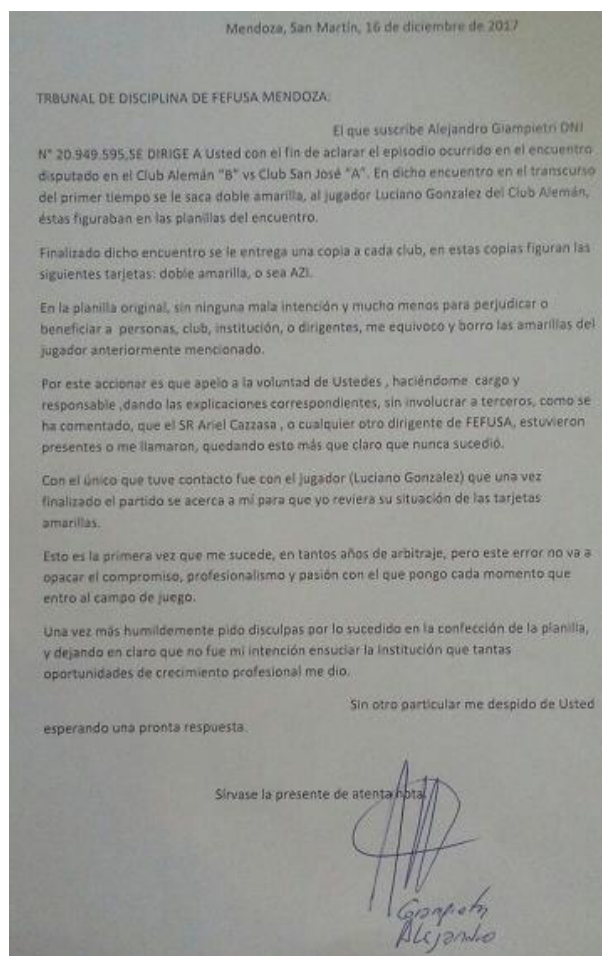 Mendoza, San Martín, 16 de diciembre de 2017
TRBUNAL DE DISCIPLINA DE FEFUSA MENDOZA:
El que suscribe Alejandro Giampietri DNI
N° 20.949.595,SE DIRIGE A Usted con el fin de aclarar el episodio ocurrido en el encuentro
disputado en el Club Alemán "B" vs Club San José "A". En dicho encuentro en el transcurso
del primer tiempo se le saca doble amarilla, al jugador Luciano Gonzalez del Club Alemán,
éstas figuraban en las planillas del encuentro.
Finalizado dicho encuentro se le entrega una copia a cada club, en estas copias figuran las
siguientes tarjetas: doble amarilla, o sea AZI.
En la planilla original, sin ninguna mala intención y mucho menos para perjudicar o
beneficiar a personas, club, institución, o dirigentes, me equivoco y borro las amarillas del
jugador anteriormente mencionado.
Por este accionar es que apelo a la voluntad de Ustedes , haciéndome cargo y
responsable ,dando las explicaciones correspondientes, sin involucrar a terceros, como se
ha comentado, que el SR Ariel Cazzasa , o cualquier otro dirigente de FEFUSA, estuvieron
presentes o me llamaron, quedando esto más que claro que nunca sucedió.
Con el único que tuve contacto fue con el jugador (Luciano Gonzalez) que una vez
finalizado el partido se acerca a mí para que yo reviera su situación de las tarjetas
amarillas.
Esto es la primera vez que me sucede, en tantos años de arbitraje, pero este error no va a
opacar el compromiso, profesionalismo y pasión con el que pongo cada momento que
entro al campo de juego.
Una vez más humildemente pido disculpas por lo sucedido en la confección de la planilla,
y dejando en claro que no fue mi intención ensuciar la Institución que tantas
oportunidades de crecimiento profesional me dio.
Sin otro particular me despido de Usted
esperando una pronta respuesta.
Sírvase la presente de atenta nota
Alejandro